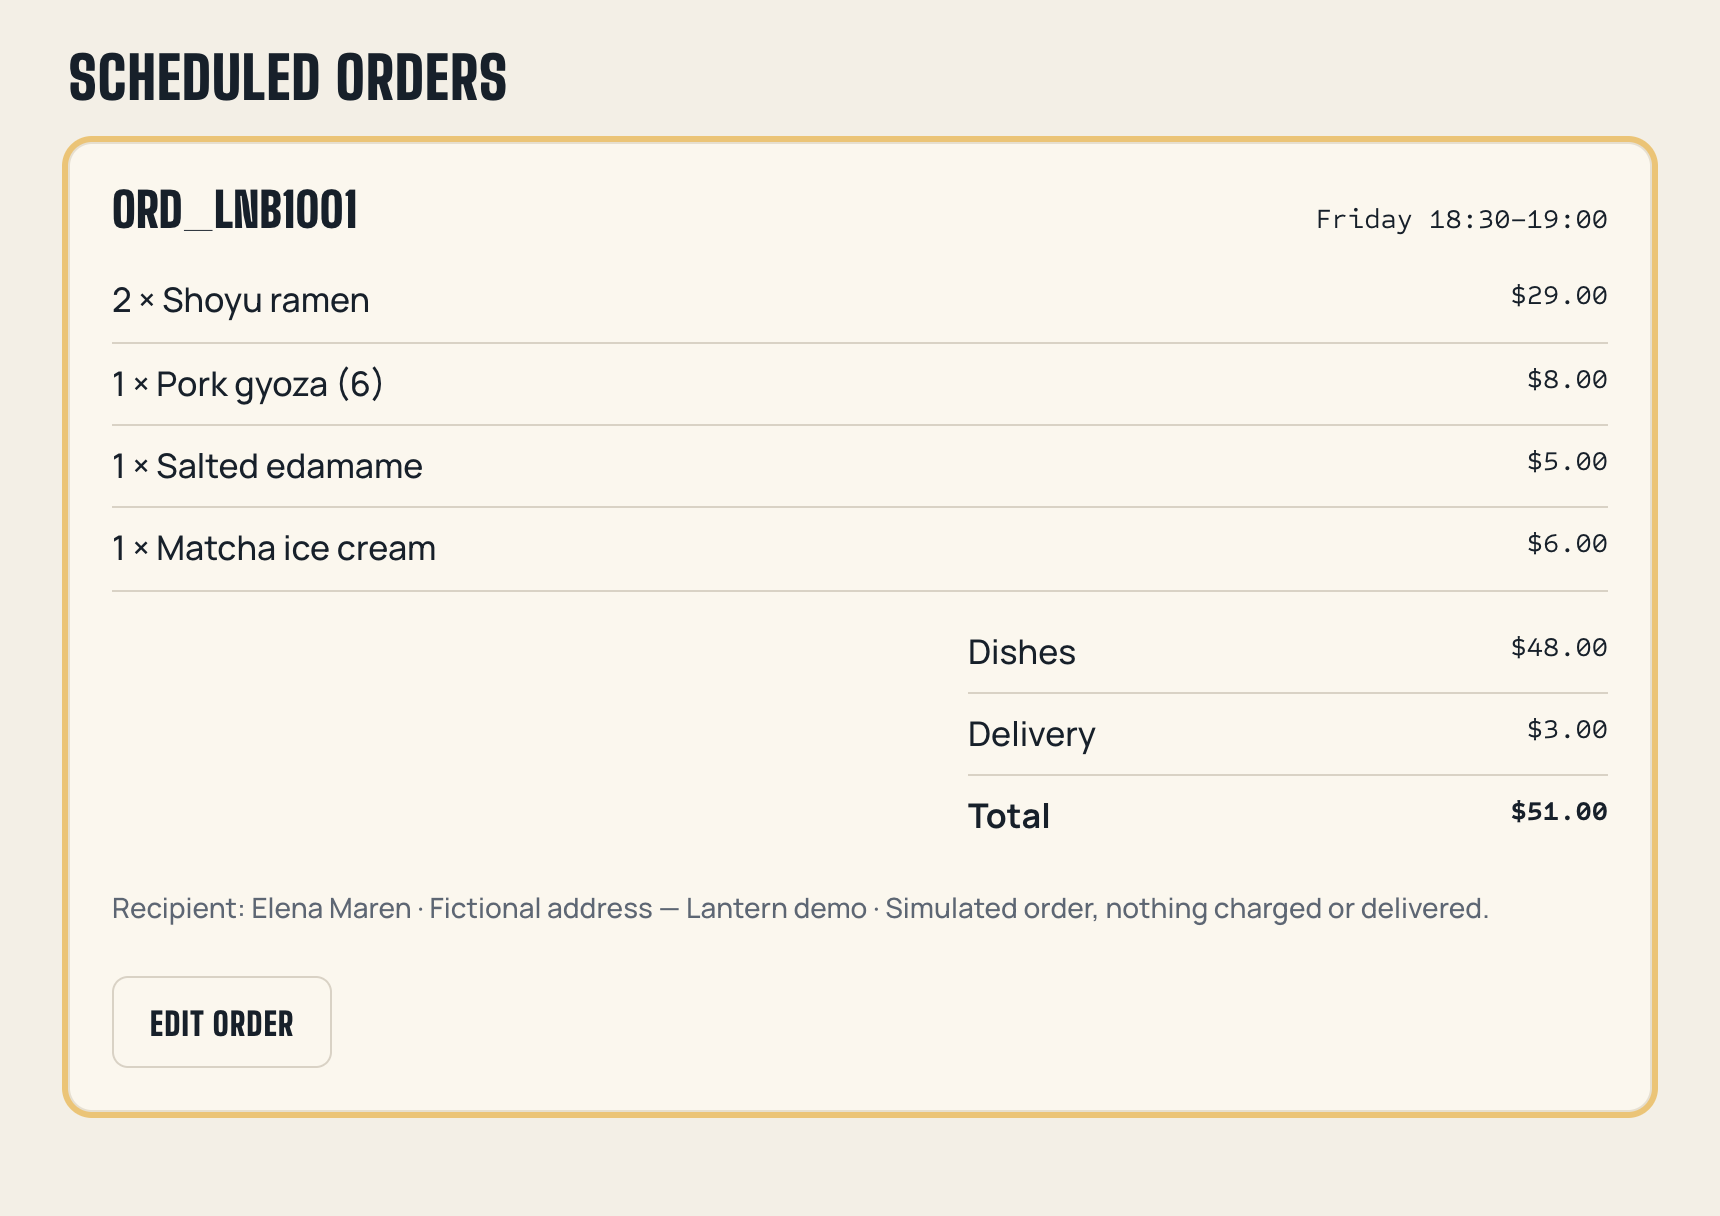 SCHEDULED ORDERS
ORD_LNB1001
Friday 18:30–19:00
2 × Shoyu ramen $29.00
1 × Pork gyoza (6) $8.00
1 × Salted edamame $5.00
1 × Matcha ice cream $6.00
Dishes $48.00
Delivery $3.00
Total $51.00
Recipient: Elena Maren · Fictional address — Lantern demo · Simulated order, nothing charged or delivered.
EDIT ORDER